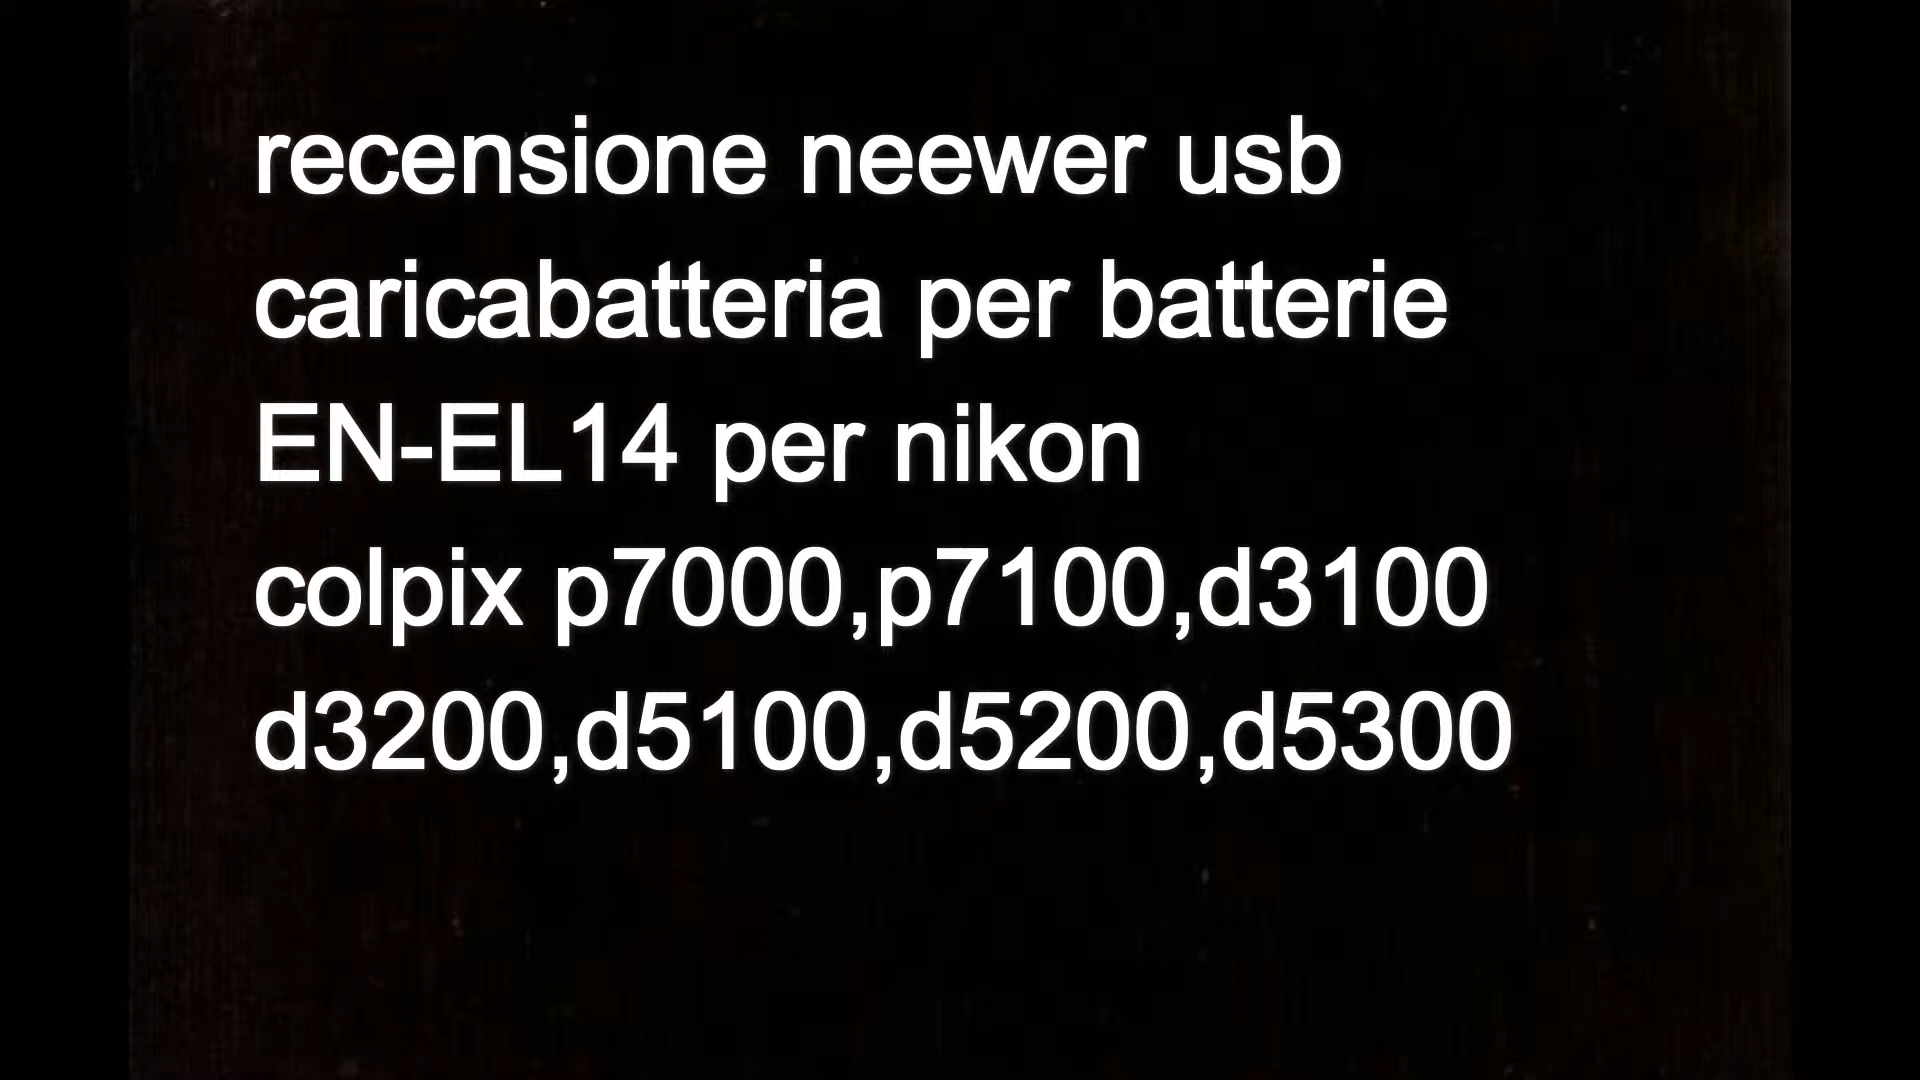 recensione neewer usb
caricabatteria per batterie
EN-EL14 per nikon
colpix p7000,p7100,d3100
d3200,d5100,d5200,d5300